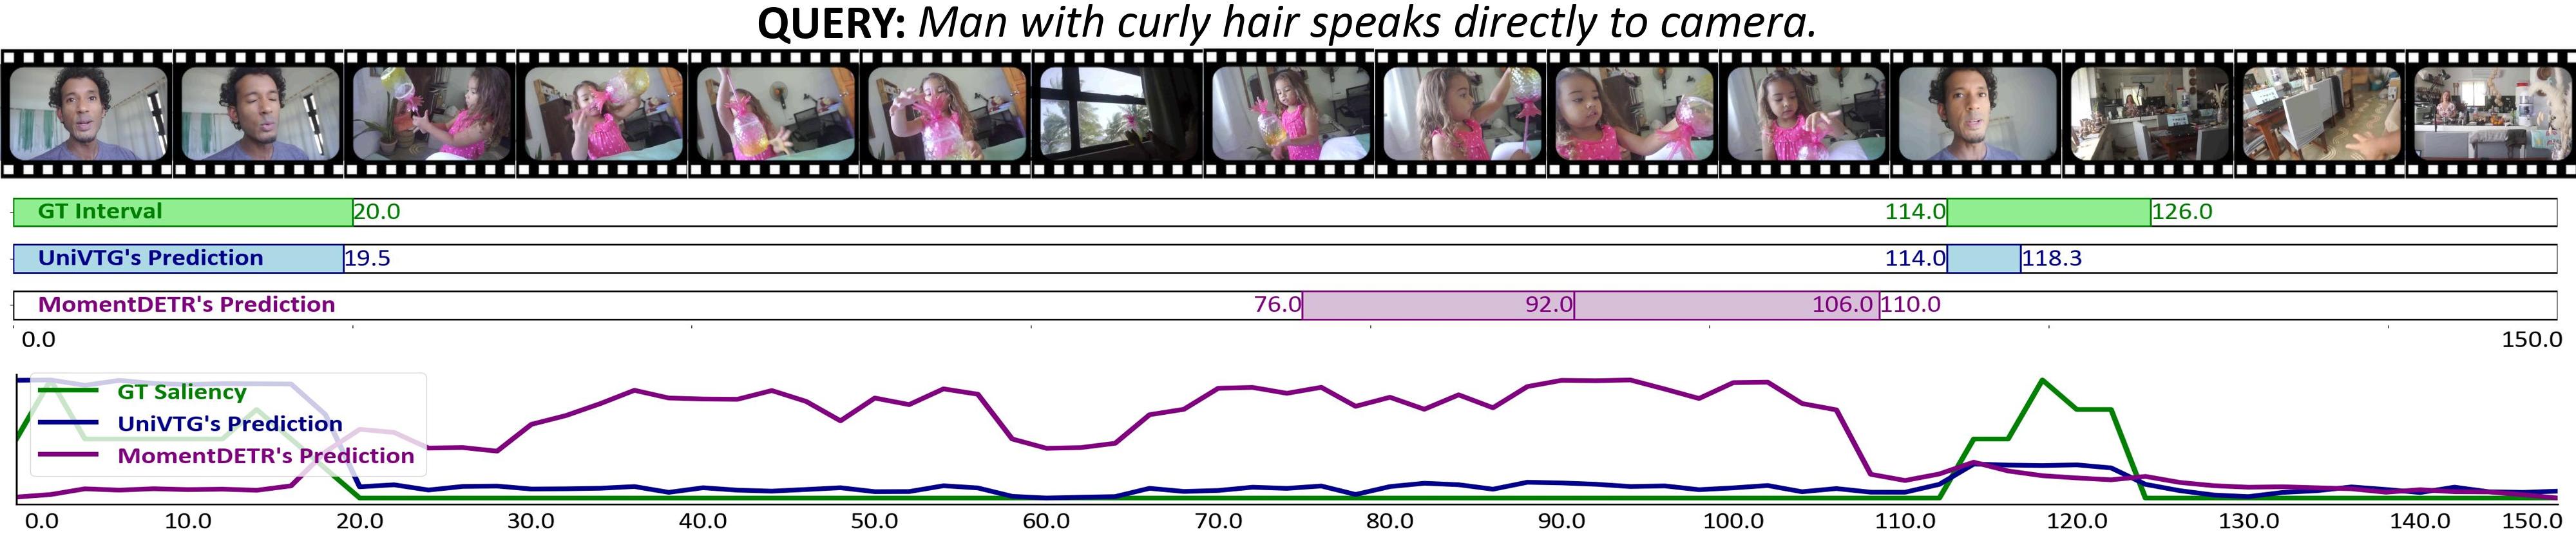 QUERY: Man with curly hair speaks directly to camera.
GT Interval 20.0 114.0 126.0
UniVTG's Prediction 19.5 114.0 118.3
MomentDETR's Prediction 76.0 92.0 106.0 110.0
0.0 150.0
GT Saliency
UniVTG's Prediction
MomentDETR's Prediction
0.0 10.0 20.0 30.0 40.0 50.0 60.0 70.0 80.0 90.0 100.0 110.0 120.0 130.0 140.0 150.0